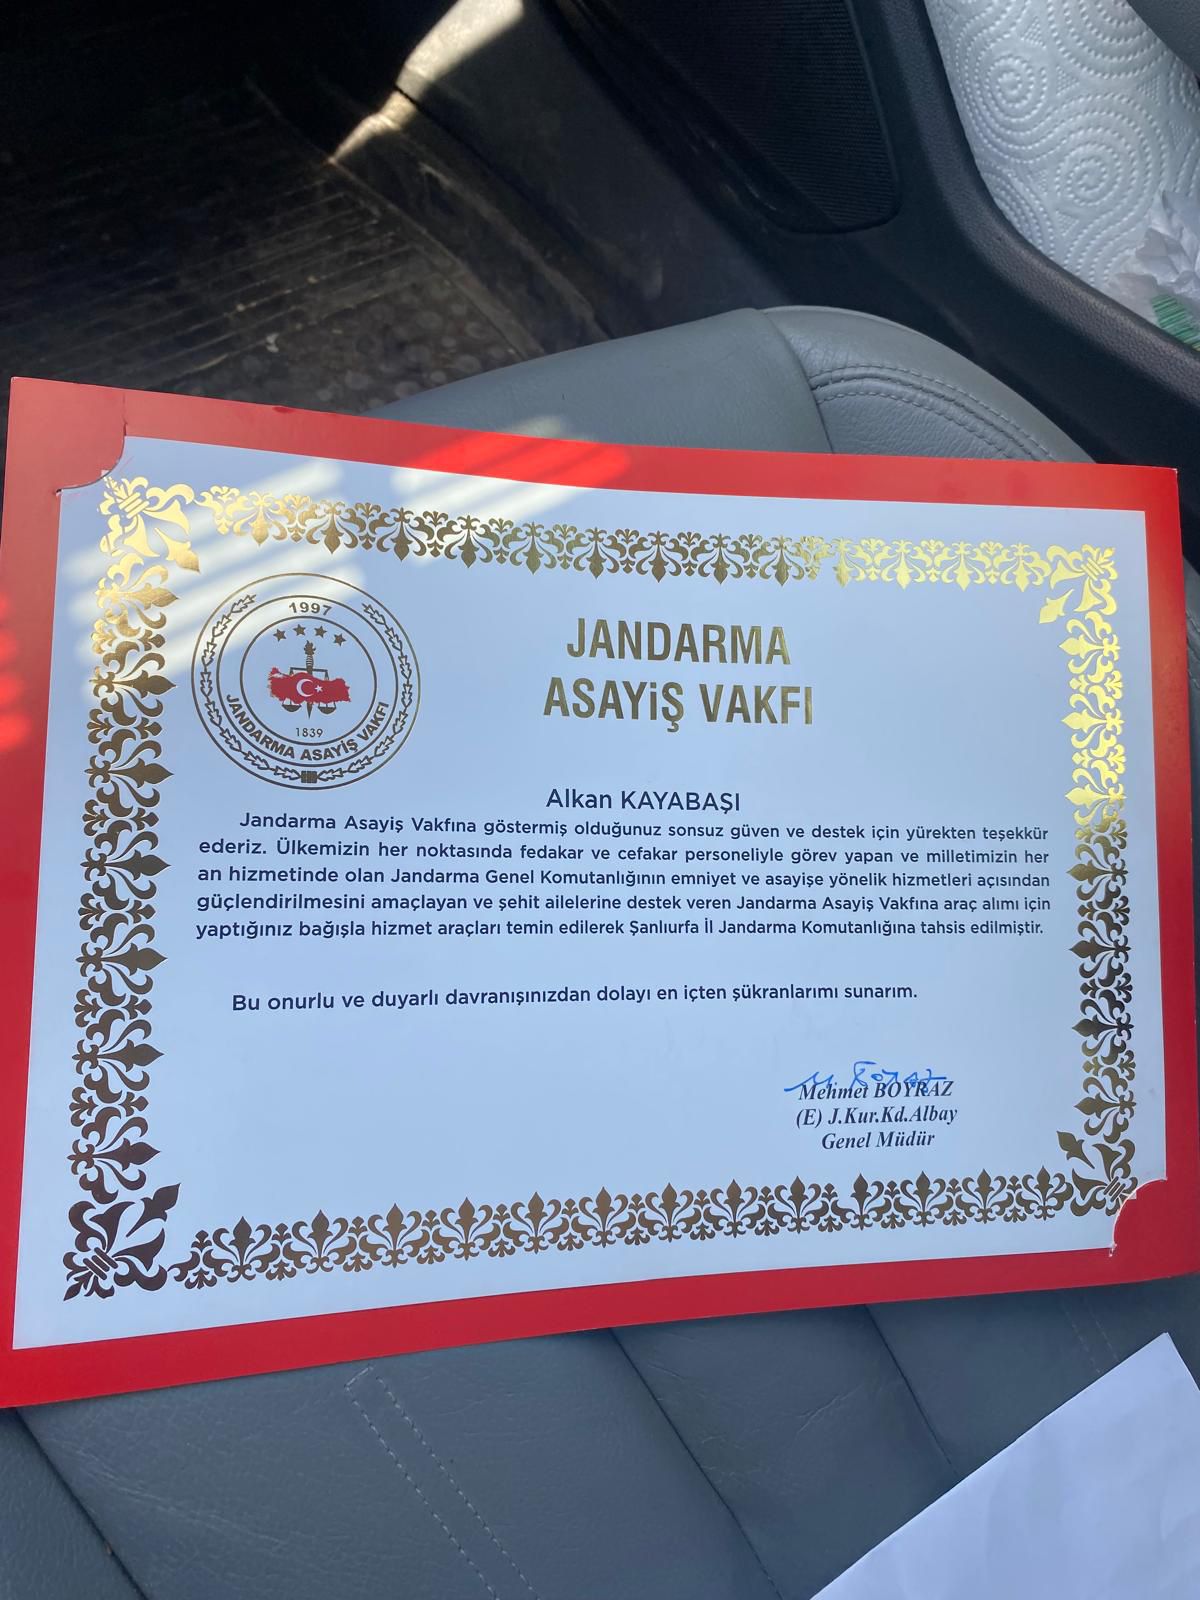 1997
JANDARMA ASAYİŞ VAKFI
1839
JANDARMA
ASAYiŞ VAKFI
Alkan KAYABAŞI
Jandarma Asayiş Vakfına göstermiş olduğunuz sonsuz güven ve destek için yürekten teşekkür
ederiz. Ülkemizin her noktasında fedakar ve cefakar personeliyle görev yapan ve milletimizin her
an hizmetinde olan Jandarma Genel Komutanlığının emniyet ve asayişe yönelik hizmetleri açısından
güçlendirilmesini amaçlayan ve şehit ailelerine destek veren Jandarma Asayiş Vakfına araç alımı için
yaptığınız bağışla hizmet araçları temin edilerek Şanlıurfa İl Jandarma Komutanlığına tahsis edilmiştir.
Bu onurlu ve duyarlı davranışınızdan dolayı en içten şükranlarımı sunarım.
M. Boyraz
Mehmet BOYRAZ
(E) J.Kur.Kd.Albay
Genel Müdür